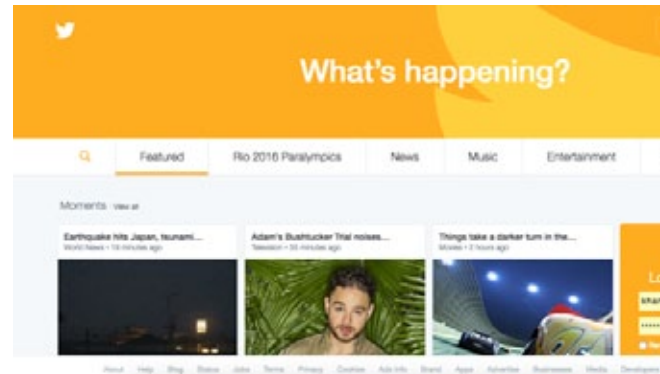 What's happening?
Featured Rio 2016 Paralympics News Music Entertainment
Moments View all
Earthquake hits Japan, tsunami...
World News • 19 minutes ago
Adam's Bushtucker Trial noises...
Television • 55 minutes ago
Things take a darker turn in the...
Movies • 2 hours ago
About Help Blog Status Jobs Terms Privacy Cookies Ads info Brand Apps Advertise Businesses Media Developers